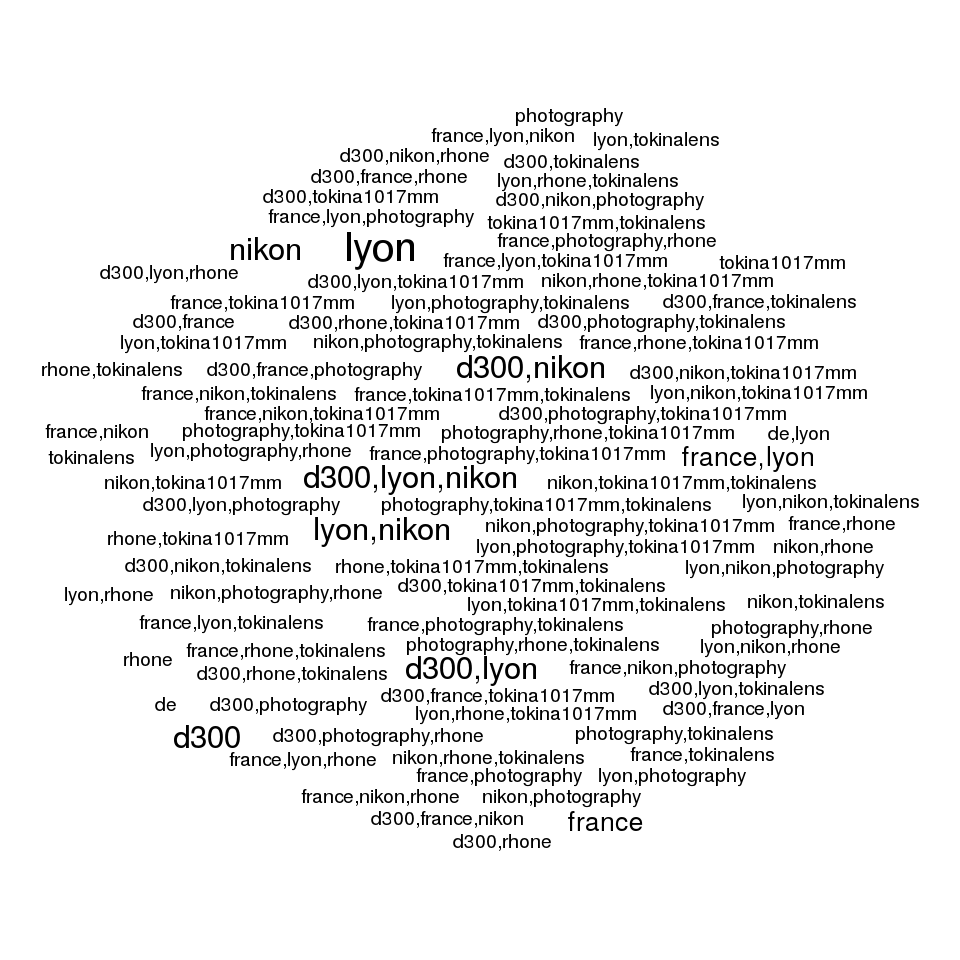 photography
france,lyon,nikon lyon,tokinalens
d300,nikon,rhone d300,tokinalens
d300,france,rhone lyon,rhone,tokinalens
d300,tokina1017mm d300,nikon,photography
france,lyon,photography tokina1017mm,tokinalens
nikon lyon france,photography,rhone
d300,lyon,rhone france,lyon,tokina1017mm tokina1017mm
d300,lyon,tokina1017mm nikon,rhone,tokina1017mm
france,tokina1017mm lyon,photography,tokinalens d300,france,tokinalens
d300,france d300,rhone,tokina1017mm d300,photography,tokinalens
lyon,tokina1017mm nikon,photography,tokinalens france,rhone,tokina1017mm
rhone,tokinalens d300,france,photography d300,nikon d300,nikon,tokina1017mm
france,nikon,tokinalens france,tokina1017mm,tokinalens lyon,nikon,tokina1017mm
france,nikon,tokina1017mm d300,photography,tokina1017mm
france,nikon photography,tokina1017mm photography,rhone,tokina1017mm de,lyon
tokinalens lyon,photography,rhone france,photography,tokina1017mm france,lyon
nikon,tokina1017mm d300,lyon,nikon nikon,tokina1017mm,tokinalens
d300,lyon,photography photography,tokina1017mm,tokinalens lyon,nikon,tokinalens
rhone,tokina1017mm lyon,nikon nikon,photography,tokina1017mm france,rhone
lyon,photography,tokina1017mm nikon,rhone
d300,nikon,tokinalens rhone,tokina1017mm,tokinalens lyon,nikon,photography
lyon,rhone nikon,photography,rhone d300,tokina1017mm,tokinalens
lyon,tokina1017mm,tokinalens nikon,tokinalens
france,lyon,tokinalens france,photography,tokinalens photography,rhone
rhone france,rhone,tokinalens photography,rhone,tokinalens lyon,nikon,rhone
d300,rhone,tokinalens d300,lyon france,nikon,photography
de d300,photography d300,france,tokina1017mm d300,lyon,tokinalens
lyon,rhone,tokina1017mm d300,france,lyon
d300 d300,photography,rhone photography,tokinalens
france,lyon,rhone nikon,rhone,tokinalens france,tokinalens
france,photography lyon,photography
france,nikon,rhone nikon,photography
d300,france,nikon france
d300,rhone